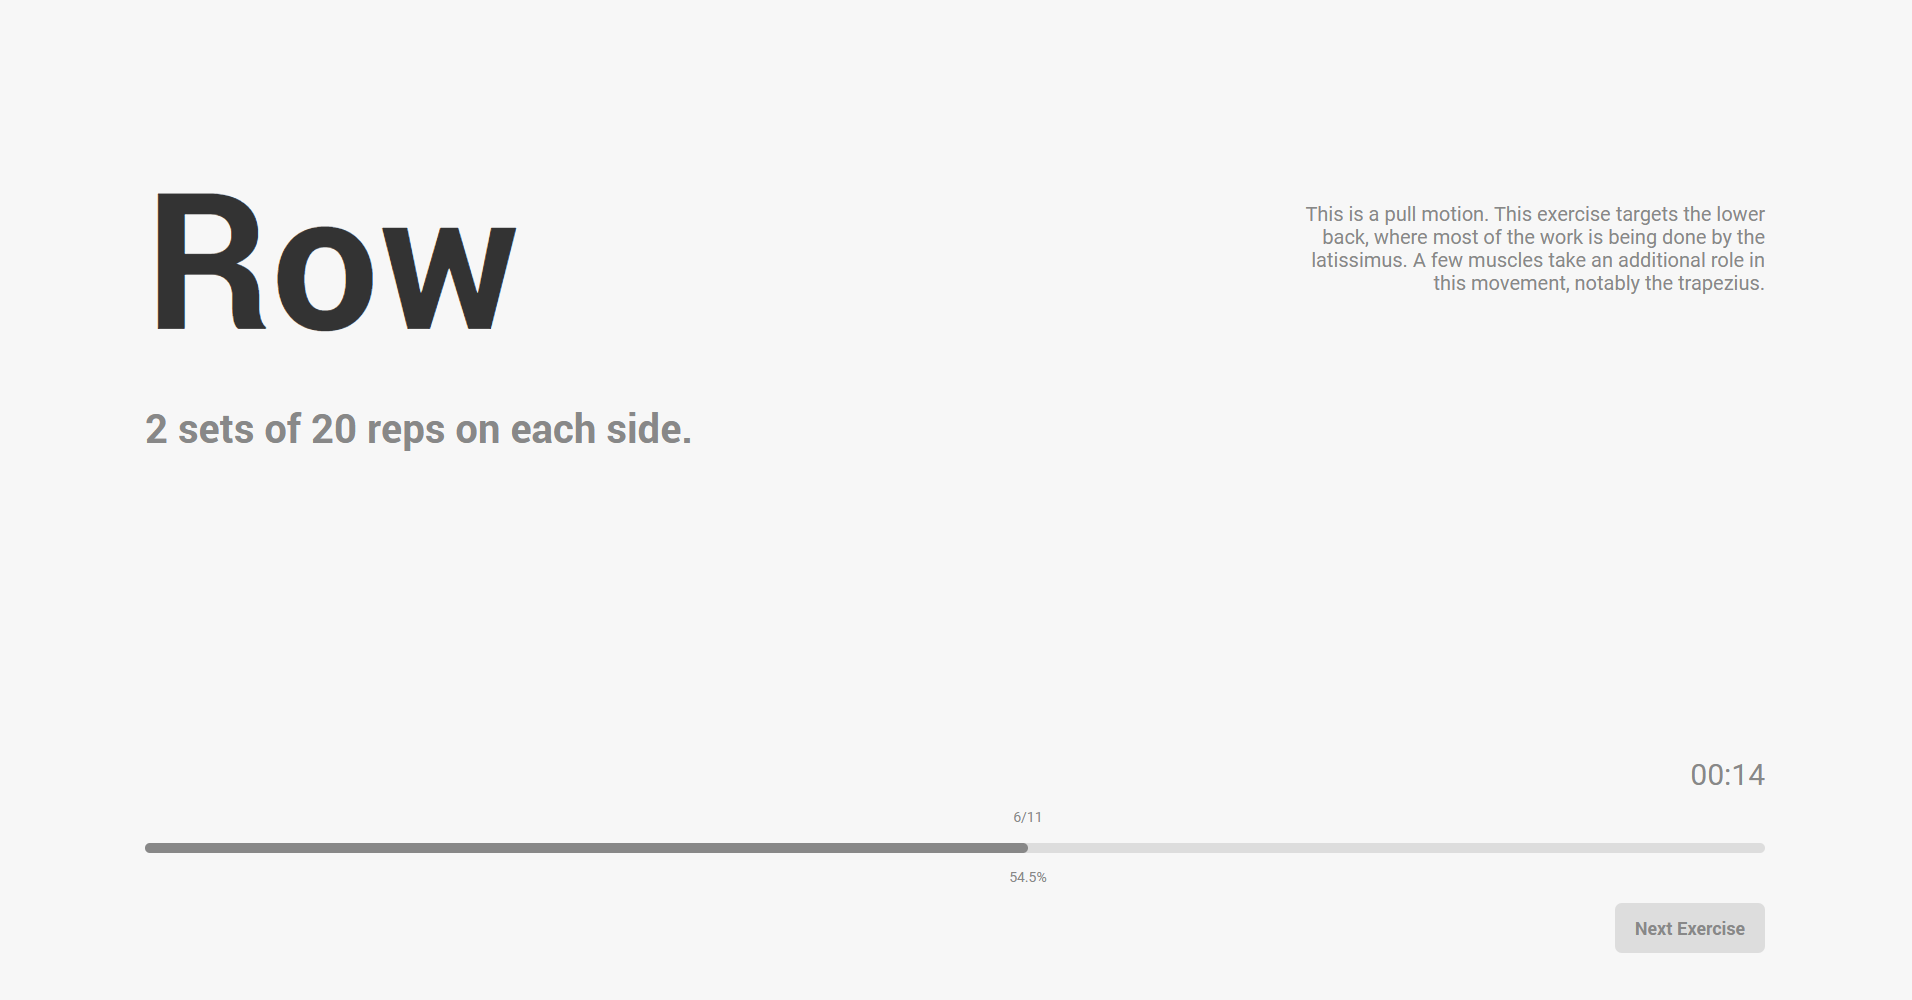 Row
This is a pull motion. This exercise targets the lower
back, where most of the work is being done by the
latissimus. A few muscles take an additional role in
this movement, notably the trapezius.
2 sets of 20 reps on each side.
00:14
6/11
54.5%
Next Exercise